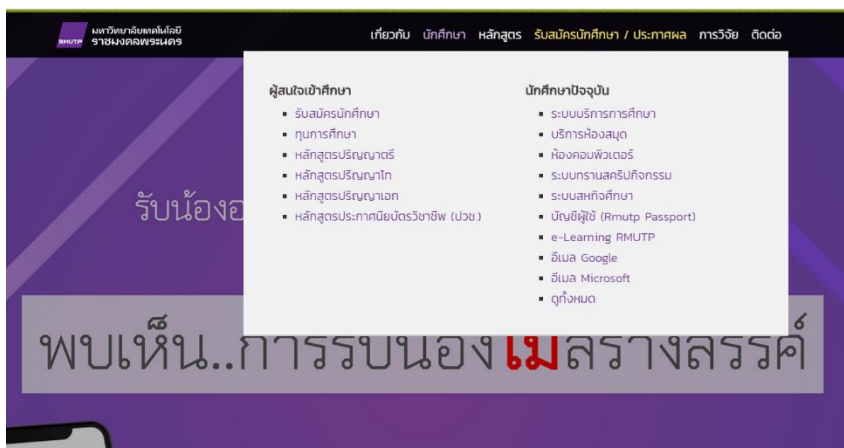 RMUTP
มหาวิทยาลัยเทคโนโลยี
ราชมงคลพระนคร
เกี่ยวกับ นักศึกษา หลักสูตร รับสมัครนักศึกษา / ประกาศผล การวิจัย ติดต่อ
ผู้สนใจเข้าศึกษา
รับสมัครนักศึกษา
ทุนการศึกษา
หลักสูตรปริญญาตรี
หลักสูตรปริญญาโท
หลักสูตรปริญญาเอก
หลักสูตรประกาศนียบัตรวิชาชีพ (ปวช.)
นักศึกษาปัจจุบัน
ระบบบริการการศึกษา
บริการห้องสมุด
ห้องคอมพิวเตอร์
ระบบทรานสคริปกิจกรรม
ระบบสหกิจศึกษา
บัญชีผู้ใช้ (Rmutp Passport)
e-Learning RMUTP
อีเมล Google
อีเมล Microsoft
ดูทั้งหมด
รับน้องอ
พบเห็น..การรับน้องไม่สร้างสรรค์